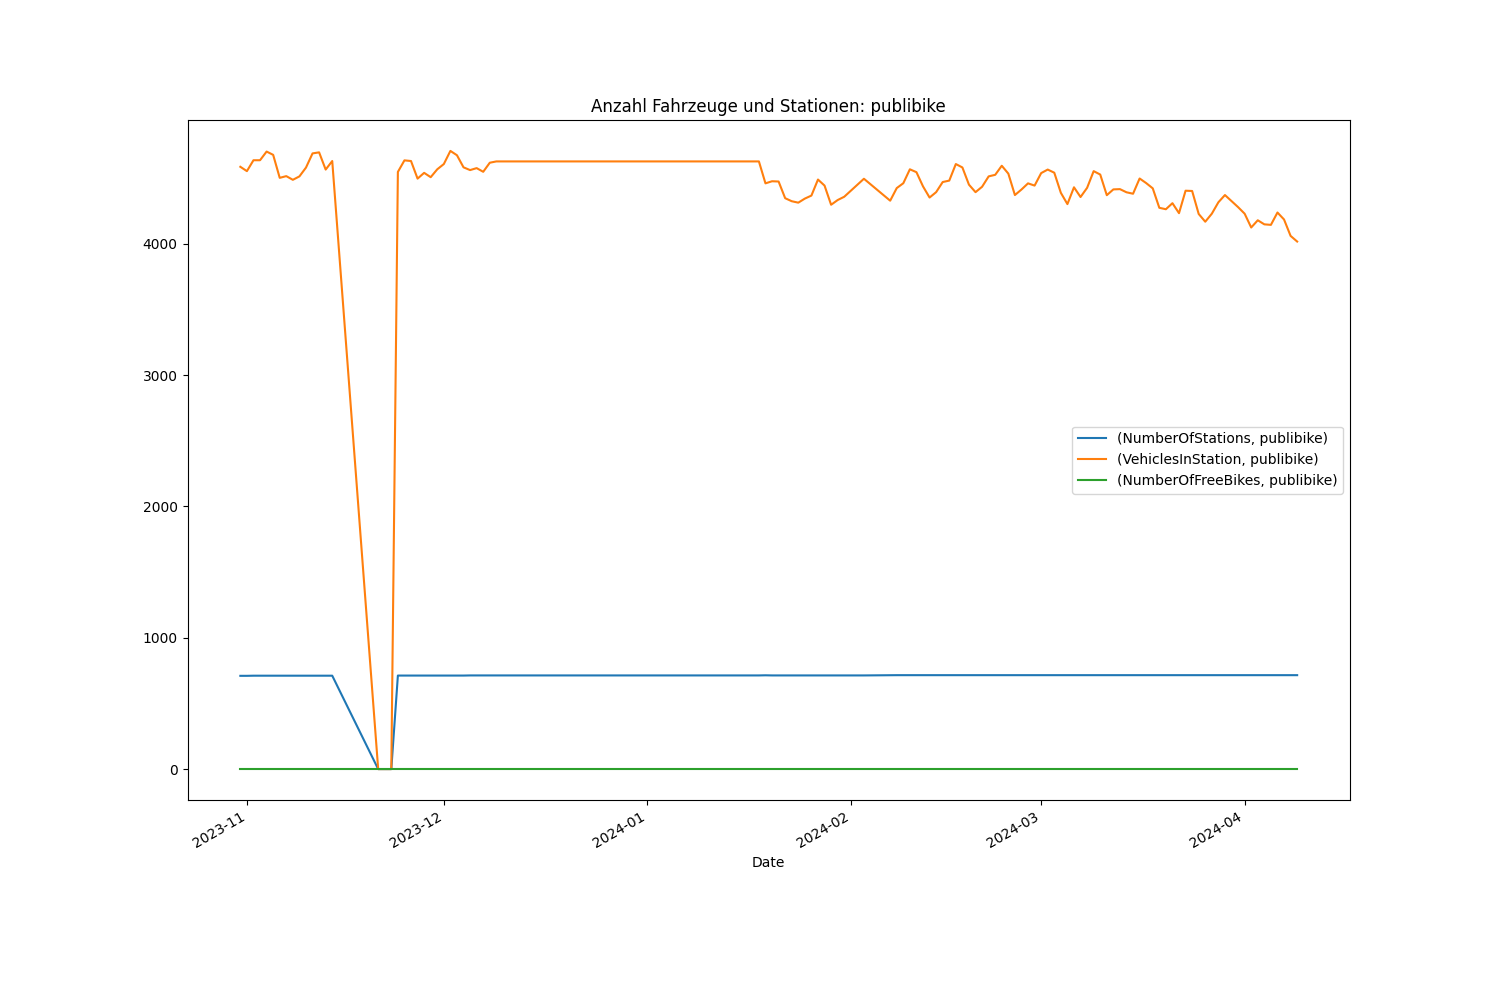 Anzahl Fahrzeuge und Stationen: publibike
4000
3000
2000
1000
0
(NumberOfStations, publibike)
(VehiclesInStation, publibike)
(NumberOfFreeBikes, publibike)
2023-11
2023-12
2024-01
2024-02
2024-03
2024-04
Date